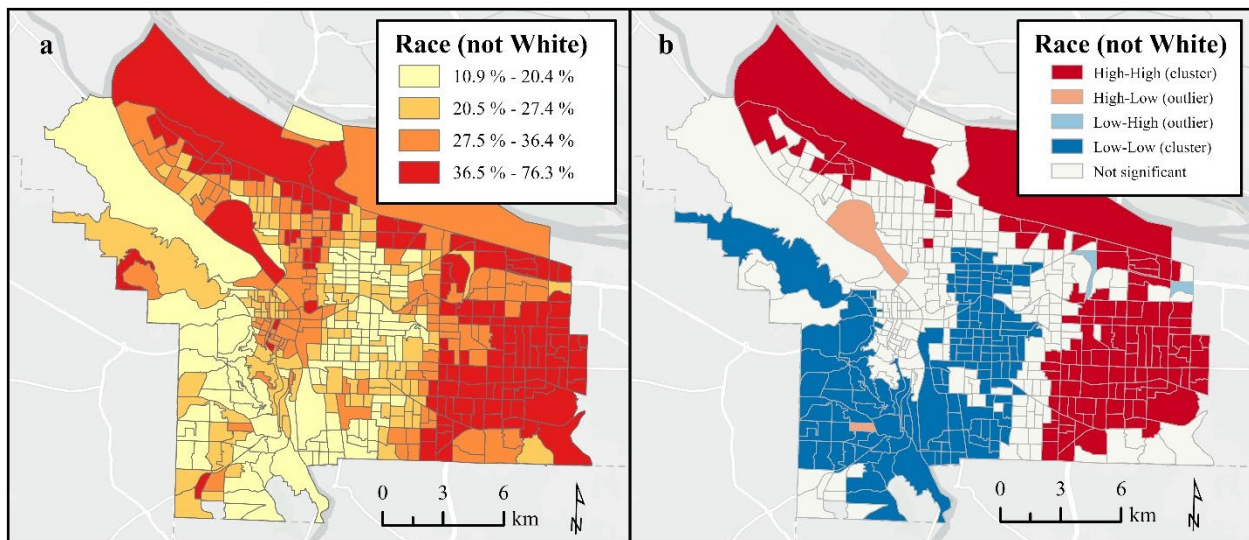 a
Race (not White)
10.9 % - 20.4 %
20.5 % - 27.4 %
27.5 % - 36.4 %
36.5 % - 76.3 %
0 3 6
km
N
b
Race (not White)
High-High (cluster)
High-Low (outlier)
Low-High (outlier)
Low-Low (cluster)
Not significant
0 3 6
km
N